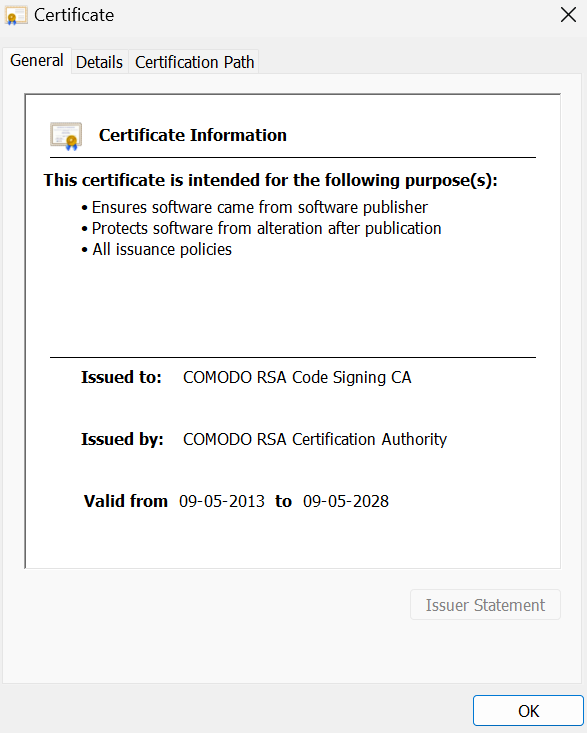 Certificate
General Details Certification Path
Certificate Information
This certificate is intended for the following purpose(s):
• Ensures software came from software publisher
• Protects software from alteration after publication
• All issuance policies
Issued to: COMODO RSA Code Signing CA
Issued by: COMODO RSA Certification Authority
Valid from 09-05-2013 to 09-05-2028
Issuer Statement
OK